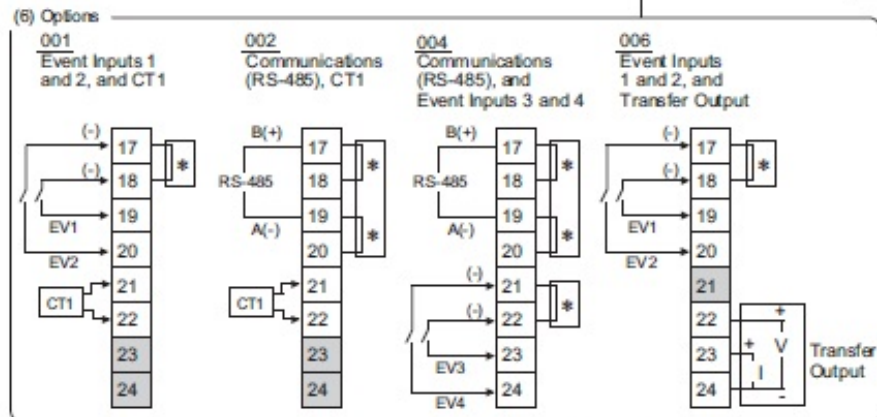 (6) Options
001
Event Inputs 1
and 2, and CT1
(-)
17
(-)
18
19
EV1
20
EV2
21
CT1
22
23
24
*
002
Communications
(RS-485), CT1
B(+)
17
RS-485
18
19
A(-)
20
21
CT1
22
23
24
*
*
004
Communications
(RS-485), and
Event Inputs 3 and 4
B(+)
17
RS-485
18
19
A(-)
20
(-)
21
(-)
22
23
EV3
24
EV4
*
*
*
006
Event Inputs
1 and 2, and
Transfer Output
(-)
17
(-)
18
19
EV1
20
EV2
21
22
23
24
*
+
+ V
I
-
Transfer
Output